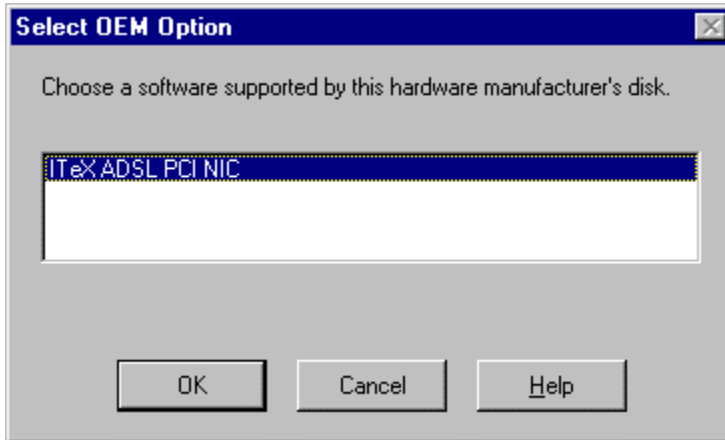 Select OEM Option
Choose a software supported by this hardware manufacturer's disk.
ITeX ADSL PCI NIC
OK Cancel Help